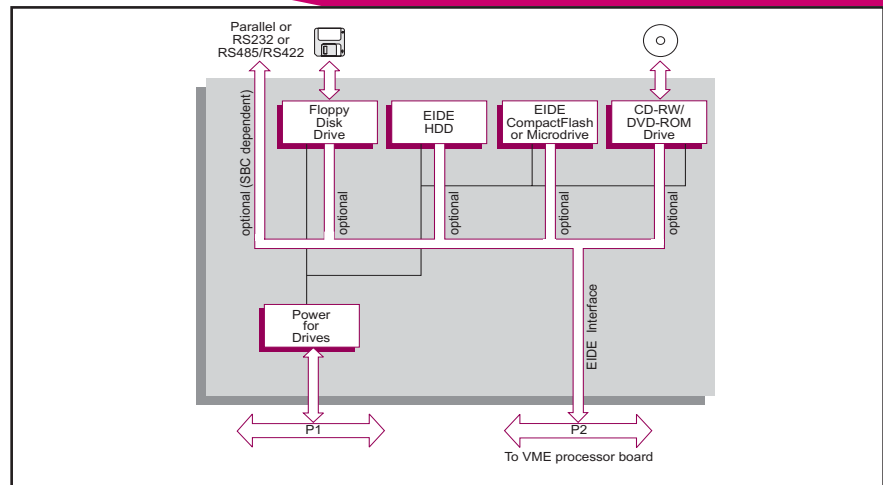 Parallel or
RS232 or
RS485/RS422
Floppy
Disk
Drive
EIDE
HDD
EIDE
CompactFlash
or Microdrive
CD-RW/
DVD-ROM
Drive
optional (SBC dependent)
optional
optional
optional
optional
Power
for
Drives
EIDE Interface
P1
P2
To VME processor board